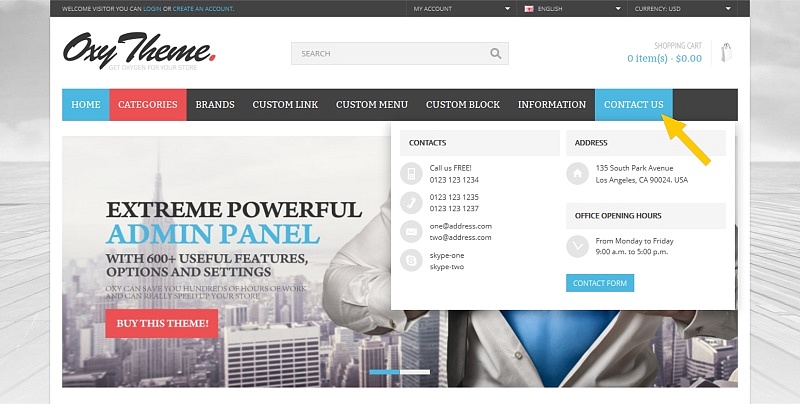 WELCOME VISITOR YOU CAN LOGIN OR CREATE AN ACCOUNT.
MY ACCOUNT
ENGLISH
CURRENCY: USD
Oxy Theme.
GET OXYGEN FOR YOUR STORE
SEARCH
SHOPPING CART
0 item(s) - $0.00
HOME
CATEGORIES
BRANDS
CUSTOM LINK
CUSTOM MENU
CUSTOM BLOCK
INFORMATION
CONTACT US
CONTACTS
Call us FREE!
0123 123 1234
0123 123 1235
0123 123 1237
one@address.com
two@address.com
skype-one
skype-two
ADDRESS
135 South Park Avenue
Los Angeles, CA 90024, USA
OFFICE OPENING HOURS
From Monday to Friday
9:00 a.m. to 5:00 p.m.
CONTACT FORM
EXTREME POWERFUL
ADMIN PANEL
WITH 600+ USEFUL FEATURES,
OPTIONS AND SETTINGS
OXY CAN SAVE YOU HUNDREDS OF HOURS OF WORK
AND CAN REALLY SPEED UP YOUR STORE
BUY THIS THEME!